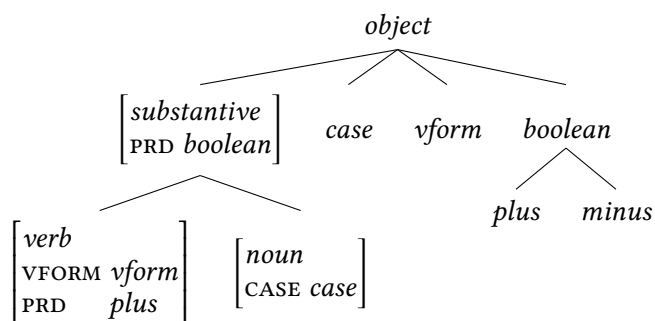 object
substantive
PRD boolean
case vform boolean
plus minus
verb
VFORM vform
PRD plus
noun
CASE case